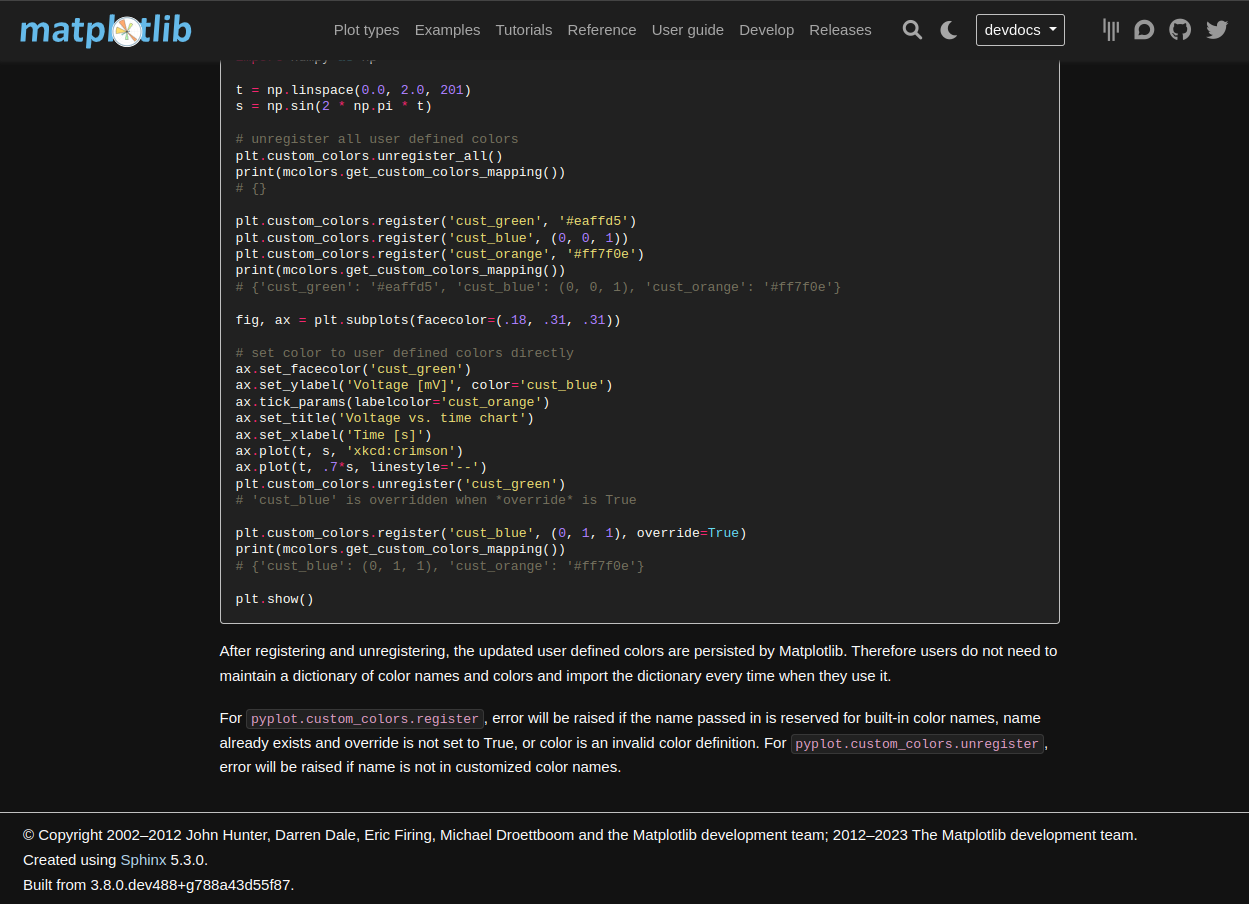 matplotlib
Plot types Examples Tutorials Reference User guide Develop Releases devdocs
t = np.linspace(0.0, 2.0, 201)
s = np.sin(2 * np.pi * t)
# unregister all user defined colors
plt.custom_colors.unregister_all()
print(mcolors.get_custom_colors_mapping())
# {}
plt.custom_colors.register('cust_green', '#eaffd5')
plt.custom_colors.register('cust_blue', (0, 0, 1))
plt.custom_colors.register('cust_orange', '#ff7f0e')
print(mcolors.get_custom_colors_mapping())
# {'cust_green': '#eaffd5', 'cust_blue': (0, 0, 1), 'cust_orange': '#ff7f0e'}
fig, ax = plt.subplots(facecolor=(.18, .31, .31))
# set color to user defined colors directly
ax.set_facecolor('cust_green')
ax.set_ylabel('Voltage [mV]', color='cust_blue')
ax.tick_params(labelcolor='cust_orange')
ax.set_title('Voltage vs. time chart')
ax.set_xlabel('Time [s]')
ax.plot(t, s, 'xkcd:crimson')
ax.plot(t, .7*s, linestyle='--')
plt.custom_colors.unregister('cust_green')
# 'cust_blue' is overridden when *override* is True
plt.custom_colors.register('cust_blue', (0, 1, 1), override=True)
print(mcolors.get_custom_colors_mapping())
# {'cust_blue': (0, 1, 1), 'cust_orange': '#ff7f0e'}
plt.show()
After registering and unregistering, the updated user defined colors are persisted by Matplotlib. Therefore users do not need to
maintain a dictionary of color names and colors and import the dictionary every time when they use it.
For pyplot.custom_colors.register, error will be raised if the name passed in is reserved for built-in color names, name
already exists and override is not set to True, or color is an invalid color definition. For pyplot.custom_colors.unregister,
error will be raised if name is not in customized color names.
© Copyright 2002–2012 John Hunter, Darren Dale, Eric Firing, Michael Droettboom and the Matplotlib development team; 2012–2023 The Matplotlib development team.
Created using Sphinx 5.3.0.
Built from 3.8.0.dev488+g788a43d55f87.